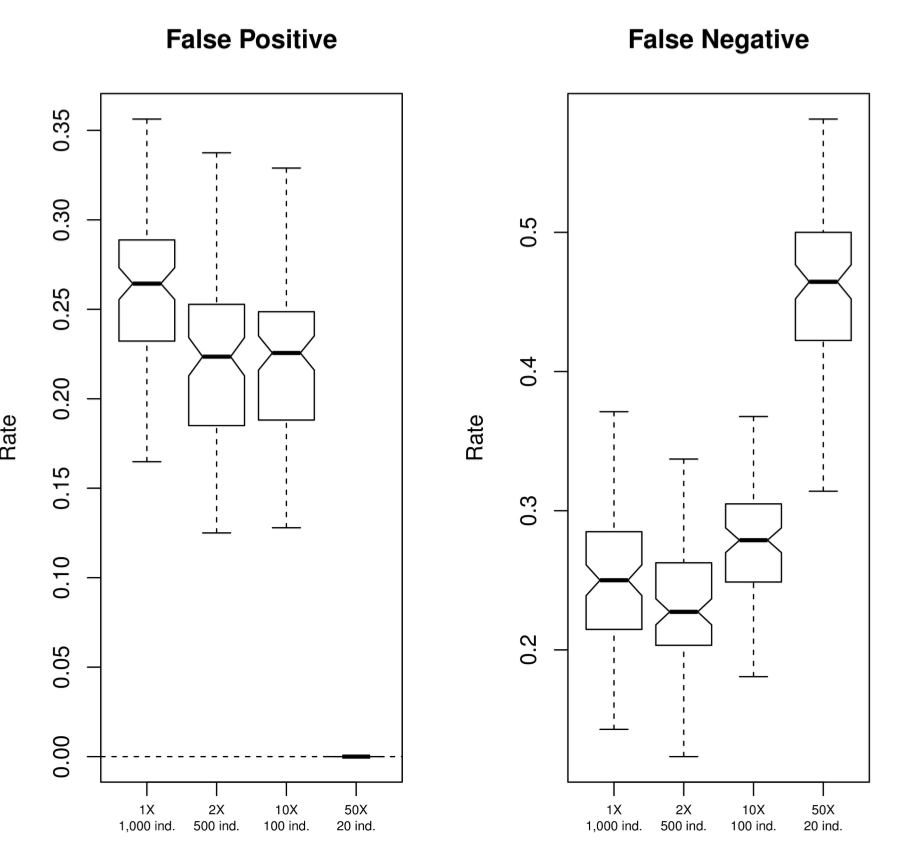 False Positive
Rate
0.35
0.30
0.25
0.20
0.15
0.10
0.05
0.00
1X 2X 10X 50X
1,000 ind. 500 ind. 100 ind. 20 ind.
False Negative
Rate
0.5
0.4
0.3
0.2
1X 2X 10X 50X
1,000 ind. 500 ind. 100 ind. 20 ind.